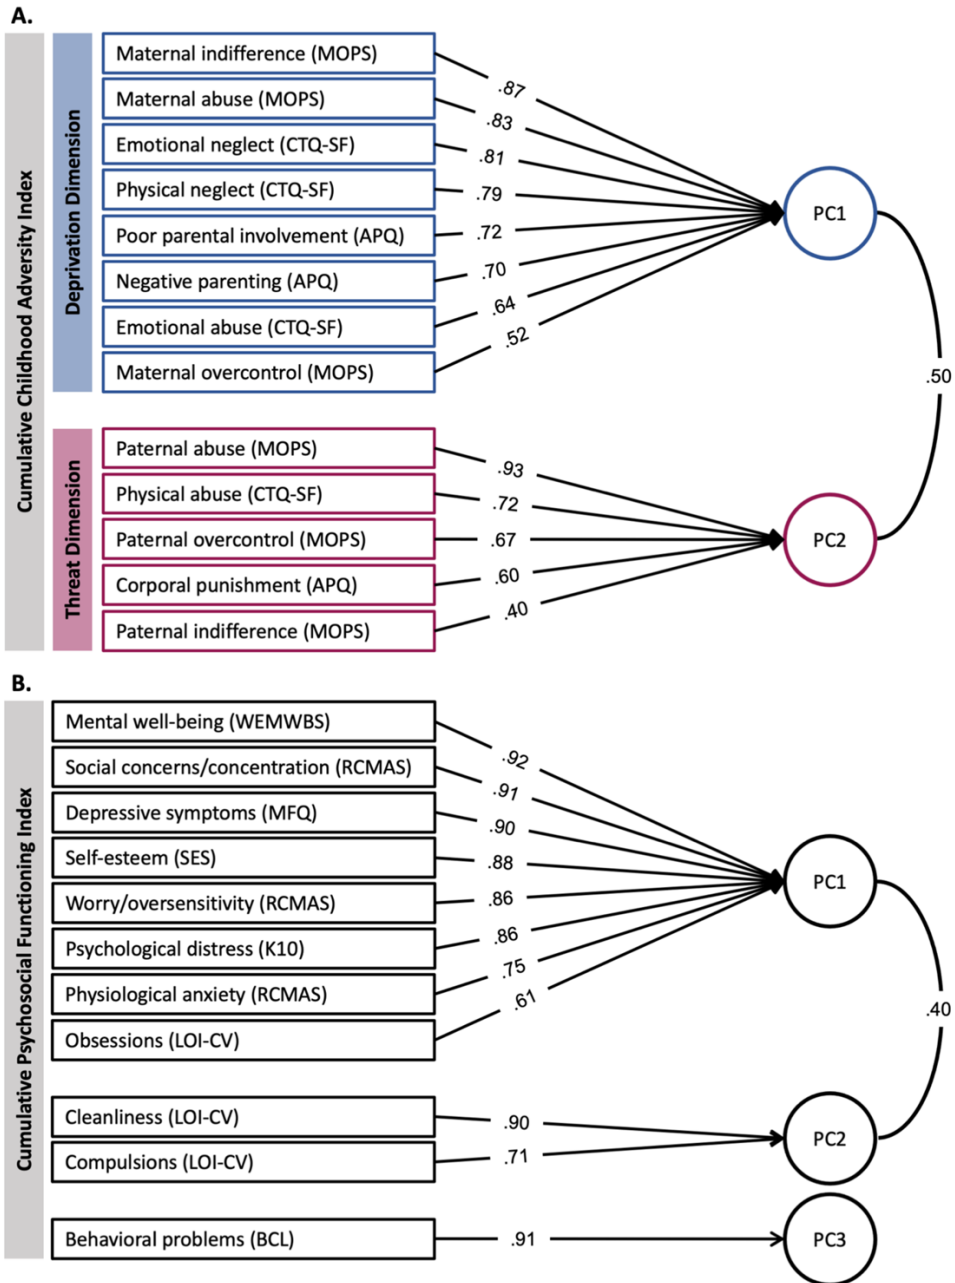 A.
Cumulative Childhood Adversity Index
Deprivation Dimension
Maternal indifference (MOPS)
Maternal abuse (MOPS)
Emotional neglect (CTQ-SF)
Physical neglect (CTQ-SF)
Poor parental involvement (APQ)
Negative parenting (APQ)
Emotional abuse (CTQ-SF)
Maternal overcontrol (MOPS)
.87
.83
.81
.79
.72
.70
.64
.52
PC1
.50
Threat Dimension
Paternal abuse (MOPS)
Physical abuse (CTQ-SF)
Paternal overcontrol (MOPS)
Corporal punishment (APQ)
Paternal indifference (MOPS)
.93
.72
.67
.60
.40
PC2
B.
Cumulative Psychosocial Functioning Index
Mental well-being (WEMWBS)
Social concerns/concentration (RCMAS)
Depressive symptoms (MFQ)
Self-esteem (SES)
Worry/oversensitivity (RCMAS)
Psychological distress (K10)
Physiological anxiety (RCMAS)
Obsessions (LOI-CV)
.92
.91
.90
.88
.86
.86
.75
.61
PC1
.40
Cleanliness (LOI-CV)
Compulsions (LOI-CV)
.90
.71
PC2
Behavioral problems (BCL)
.91
PC3